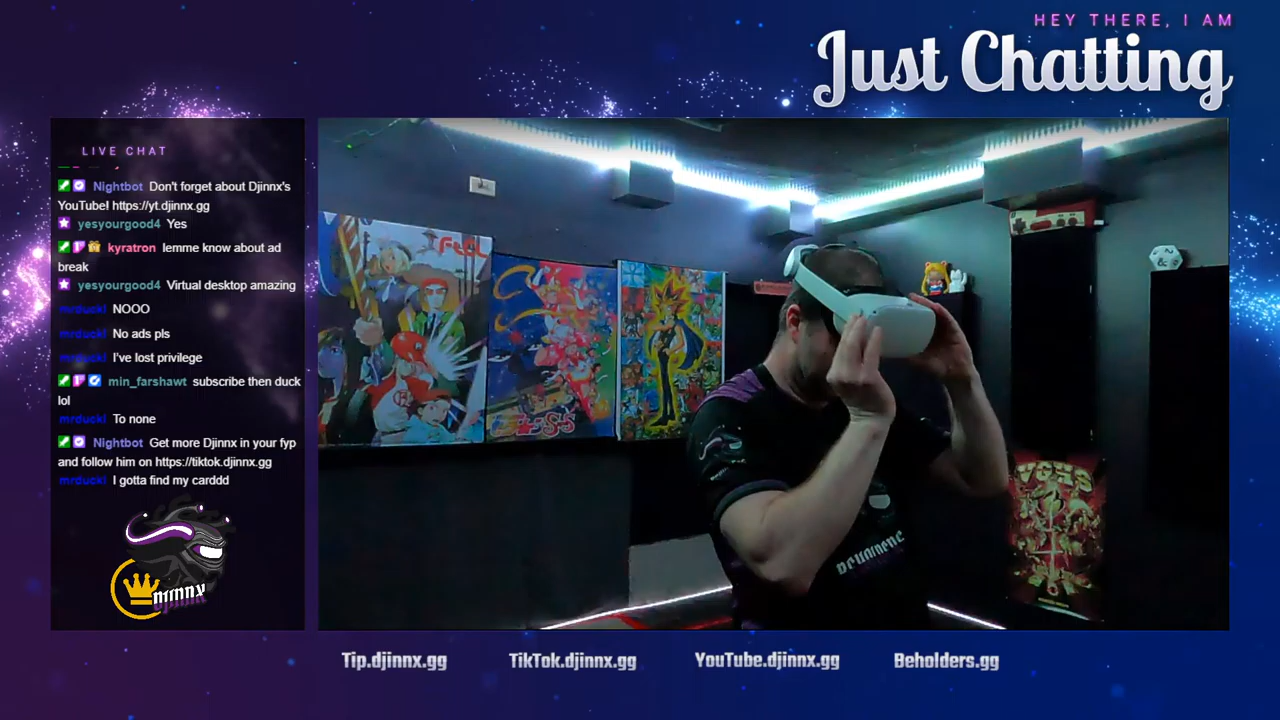 HEY THERE, I AM
Just Chatting
LIVE CHAT
Nightbot Don't forget about Djinnx's
YouTube! https://yt.djinnx.gg
yesyourgood4 Yes
kyratron lemme know about ad
break
yesyourgood4 Virtual desktop amazing
mrduckl NOOO
mrduckl No ads pls
mrduckl I've lost privilege
min_farshawt subscribe then duck
lol
mrduckl To none
Nightbot Get more Djinnx in your fyp
and follow him on https://tiktok.djinnx.gg
mrduckl I gotta find my carddd
DJINNX
Tip.djinnx.gg
TikTok.djinnx.gg
YouTube.djinnx.gg
Beholders.gg